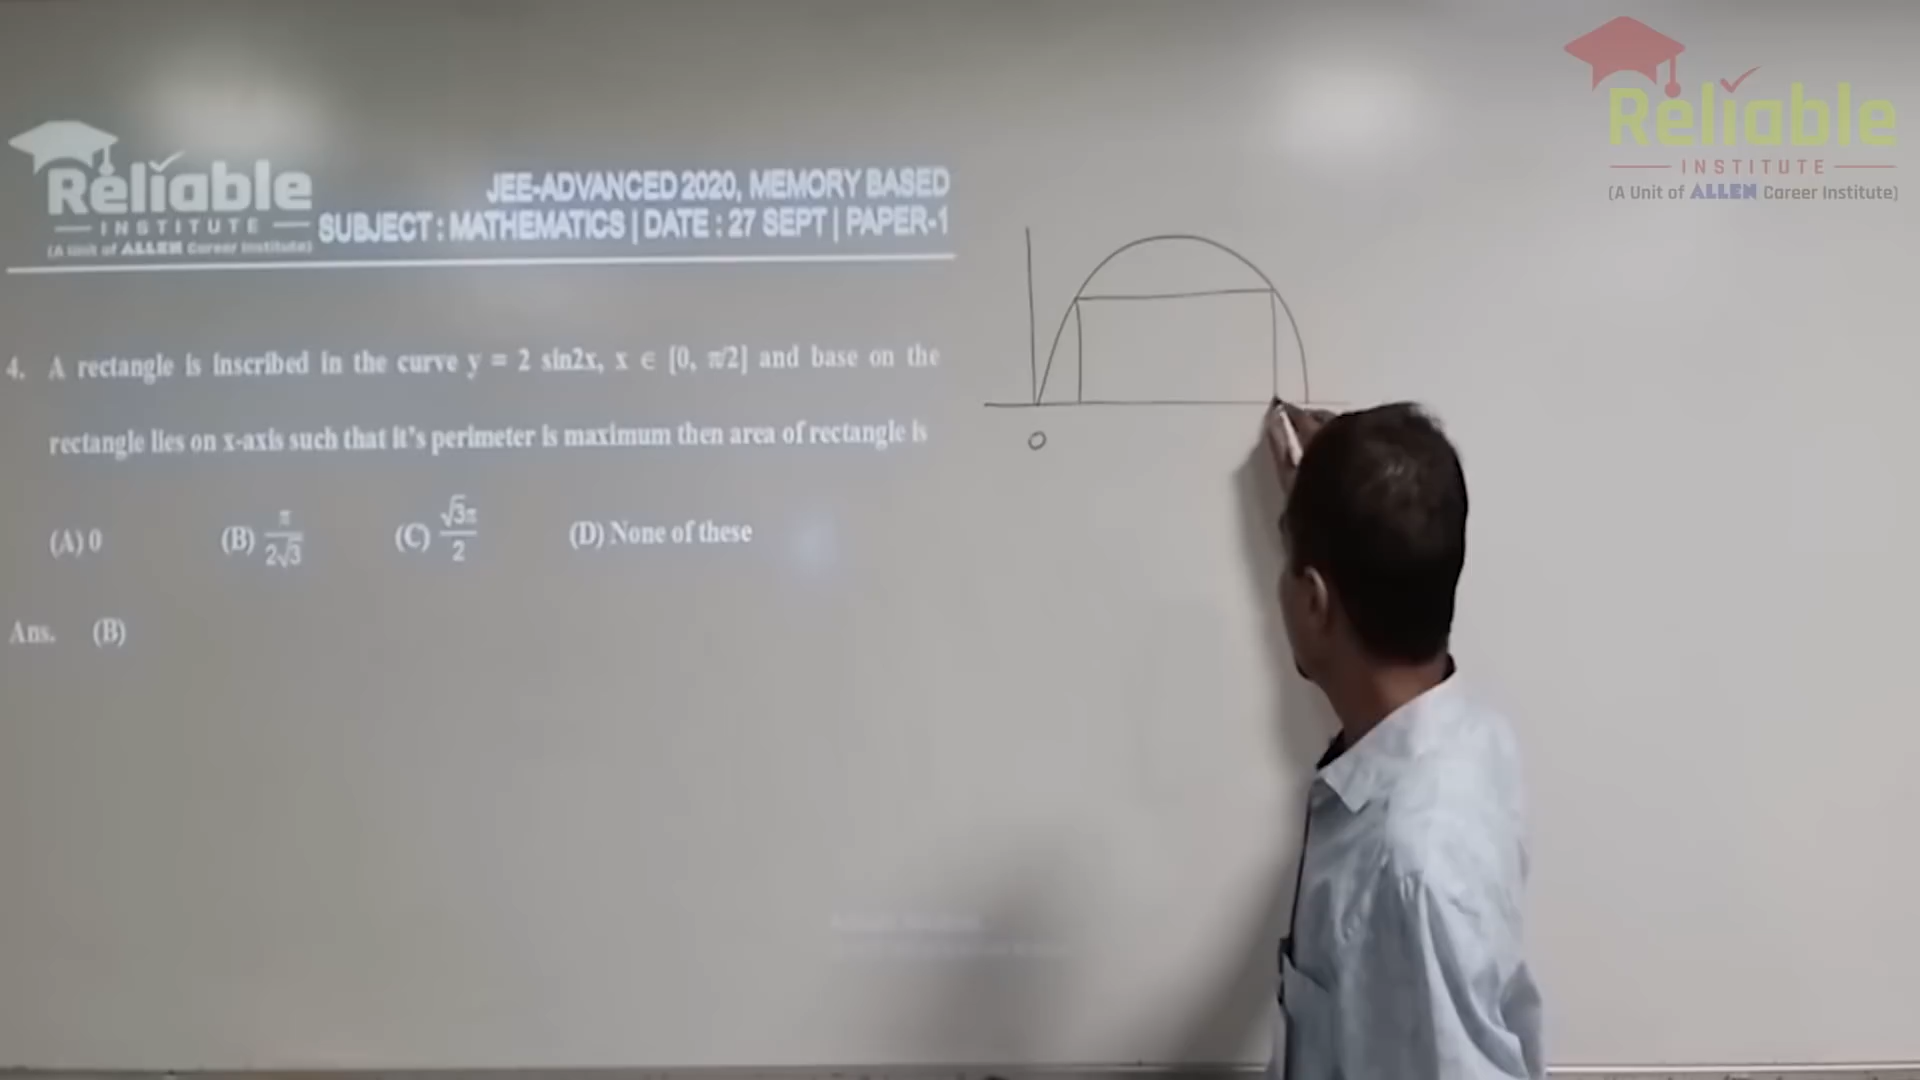 Reliable
INSTITUTE
(A Unit of ALLEN Career Institute)
Reliable
INSTITUTE
(A Unit of ALLEN Career Institute)
JEE-ADVANCED 2020, MEMORY BASED
SUBJECT : MATHEMATICS | DATE : 27 SEPT | PAPER-1
4. A rectangle is inscribed in the curve y = 2 sin2x, x ∈ [0, π/2] and base on the
rectangle lies on x-axis such that it's perimeter is maximum then area of rectangle is
(A) 0 (B) π/2√3 (C) √3π/2 (D) None of these
Ans. (B)
O